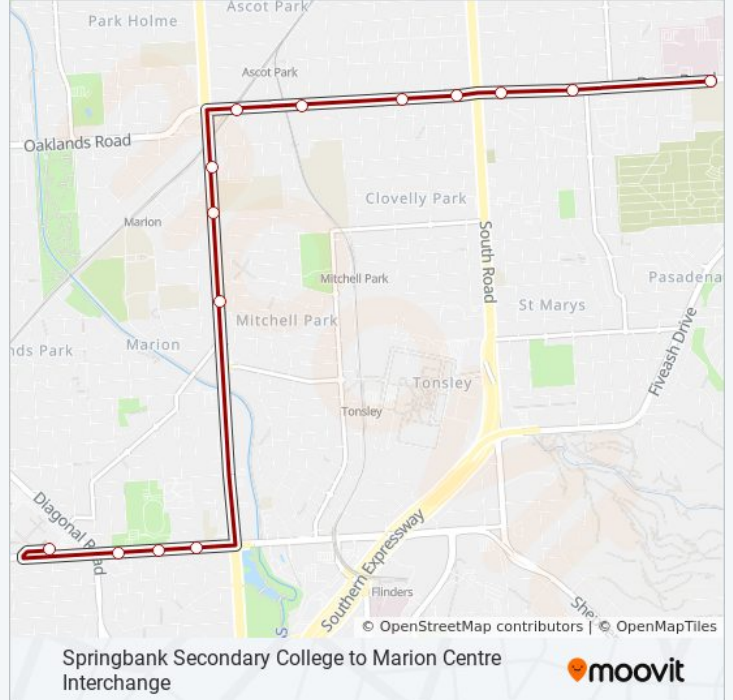 Ascot Park
Park Holme
Ascot Park
Oaklands Road
Clovelly Park
Marion
South Road
Mitchell Park
Pasadena
St Marys
Mitchell Park
Fiveash Drive
Marion
Park
Tonsley
Tonsley
Diagonal Road
Southern Expressway
Flinders
© OpenStreetMap contributors | © OpenMapTiles
Springbank Secondary College to Marion Centre
Interchange
moovit